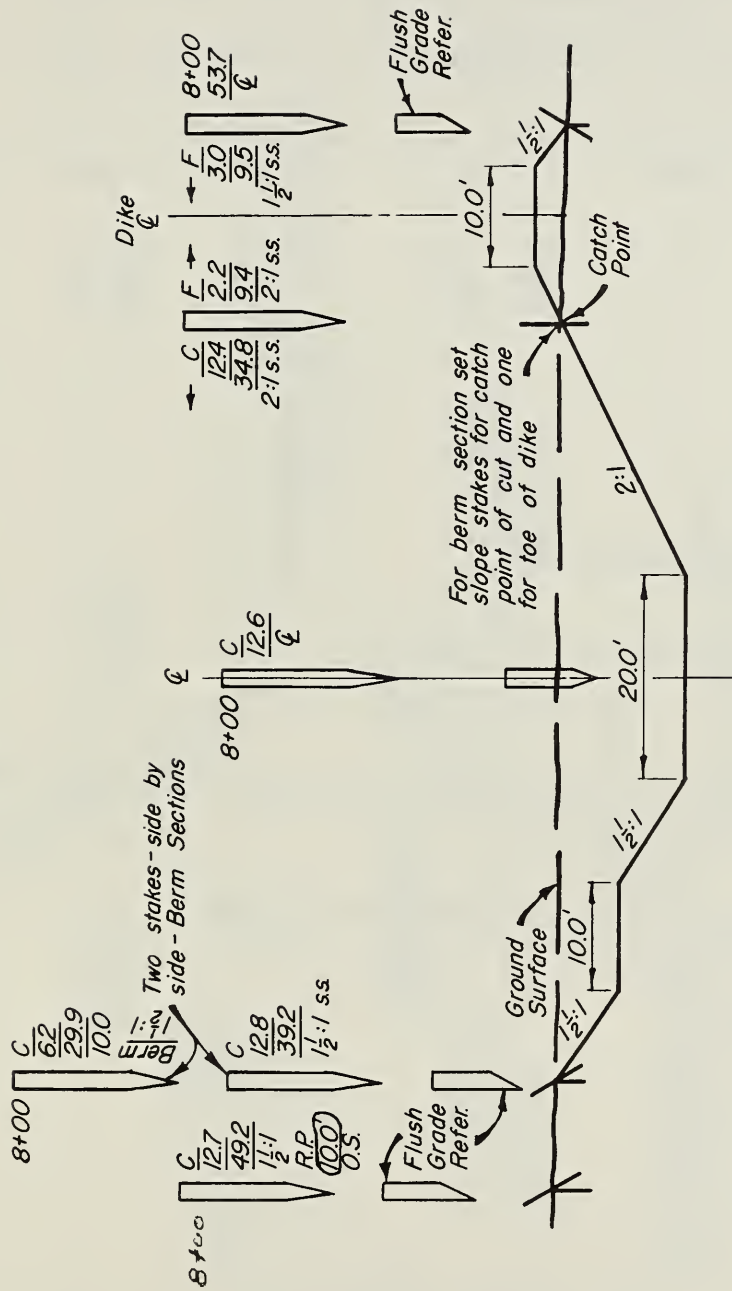 8+00
C
6.2
29.9
10.0
Berm
1½:1
Two stakes - side by
side - Berm Sections
8+00
C
12.7
49.2
1½:1
R.P.
10.0'
O.S.
C
12.8
39.2
1½:1 s.s.
Flush
Grade
Refer.
8+00
℄
C
12.6
℄
Dike
℄
C
12.4
34.8
2:1 s.s.
F
2.2
9.4
2:1 s.s.
F
3.0
9.5
1½:1 s.s.
8+00
53.7
℄
Flush
Grade
Refer.
For berm section set
slope stakes for catch
point of cut and one
for toe of dike
Catch
Point
10.0'
1½:1
Ground
Surface
1½:1
10.0'
1½:1
20.0'
2:1